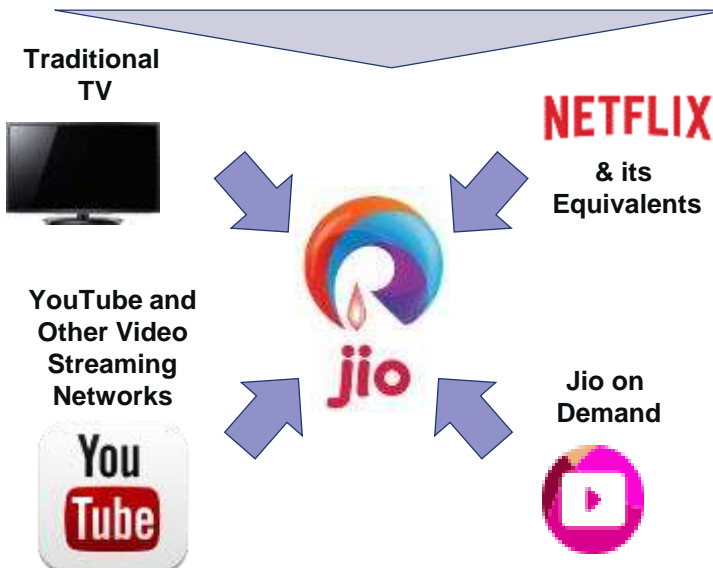 Traditional
TV
NETFLIX
& its
Equivalents
YouTube and
Other Video
Streaming
Networks
jio
Jio on
Demand
You
Tube